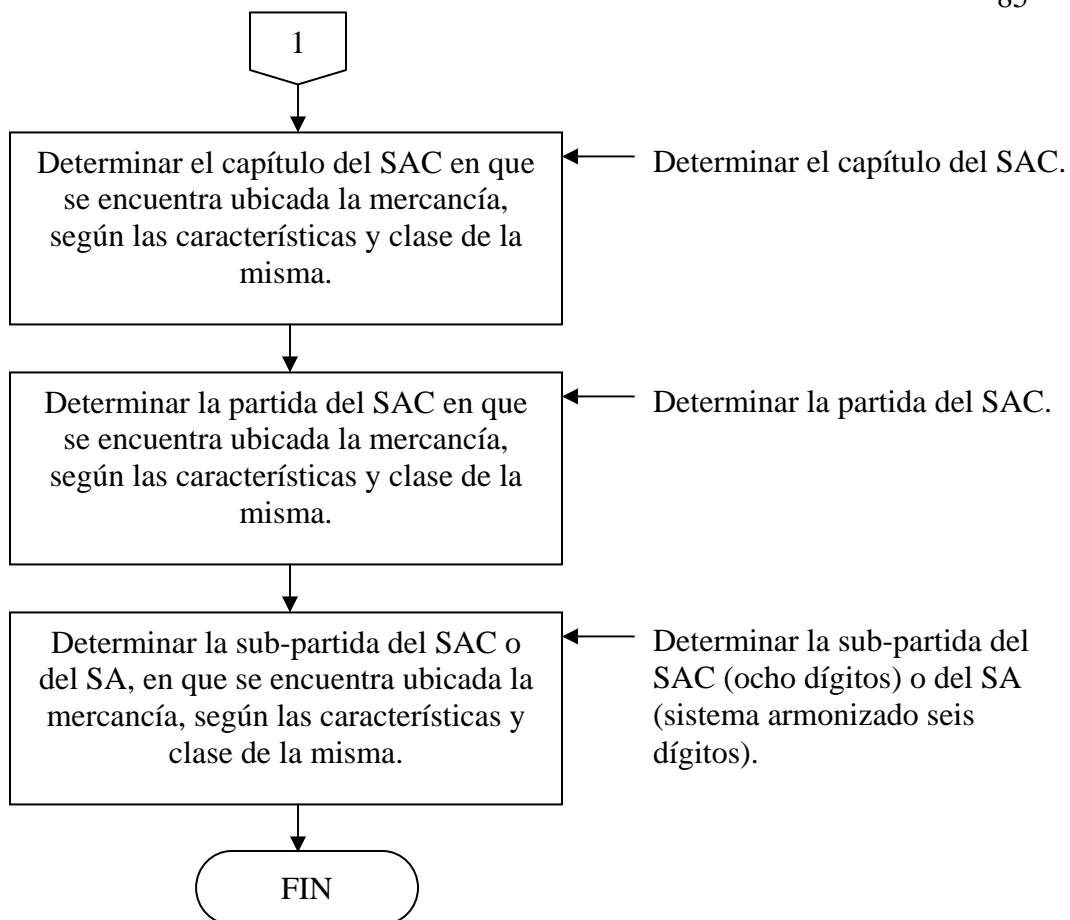 1
Determinar el capítulo del SAC en que
se encuentra ubicada la mercancía,
según las características y clase de la
misma.
Determinar el capítulo del SAC.
Determinar la partida del SAC en que
se encuentra ubicada la mercancía,
según las características y clase de la
misma.
Determinar la partida del SAC.
Determinar la sub-partida del SAC o
del SA, en que se encuentra ubicada la
mercancía, según las características y
clase de la misma.
Determinar la sub-partida del
SAC (ocho dígitos) o del SA
(sistema armonizado seis
dígitos).
FIN